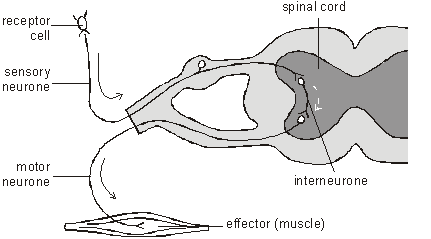 spinal cord
receptor
cell
sensory
neurone
motor
neurone
interneurone
effector (muscle)